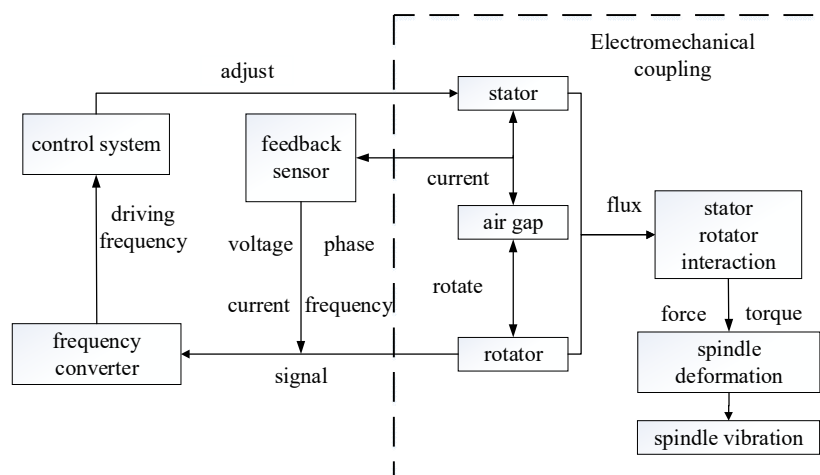 Electromechanical
coupling
adjust
stator
control system
feedback
sensor
current
driving
frequency
air gap
flux
stator
rotator
interaction
voltage phase
rotate
current frequency
force torque
frequency
converter
signal
rotator
spindle
deformation
spindle vibration